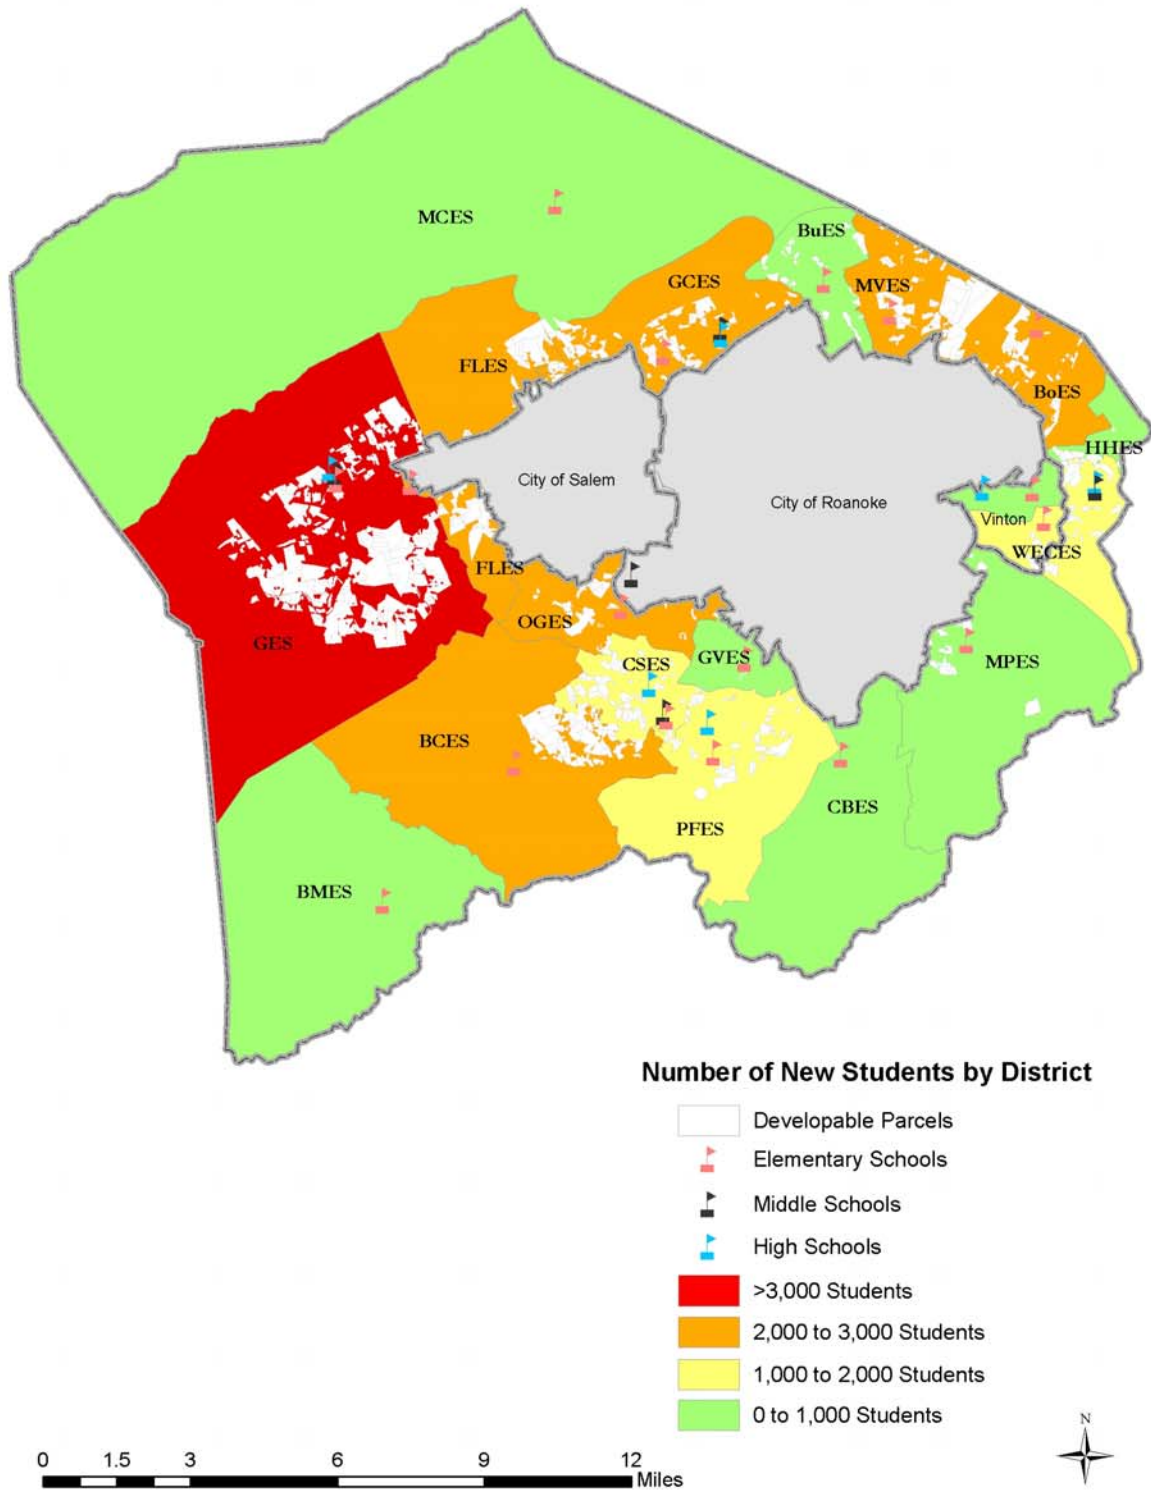 MCES
BuES
GCES
MVES
FLES
BoES
HHES
City of Salem
City of Roanoke
Vinton
WECES
FLES
OGES
GES
CSES
GVES
MPES
BCES
CBES
PFES
BMES
Number of New Students by District
Developable Parcels
Elementary Schools
Middle Schools
High Schools
>3,000 Students
2,000 to 3,000 Students
1,000 to 2,000 Students
0 to 1,000 Students
N
0 1.5 3 6 9 12
Miles